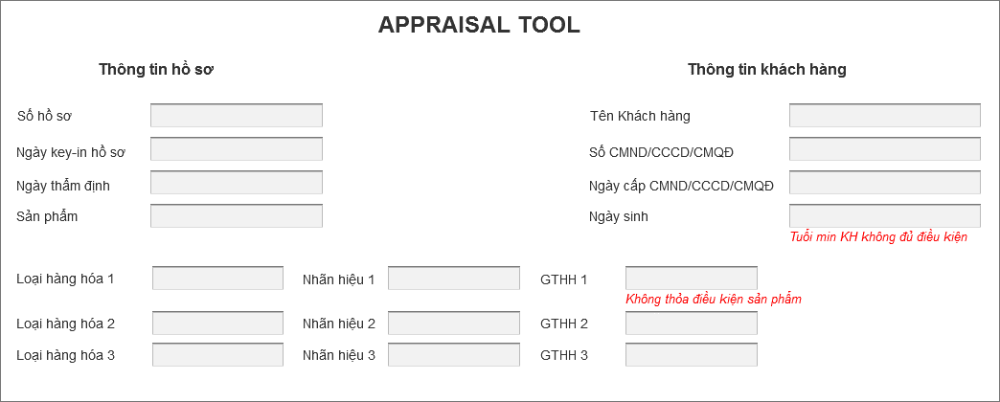 APPRAISAL TOOL
Thông tin hồ sơ
Thông tin khách hàng
Số hồ sơ
Tên Khách hàng
Ngày key-in hồ sơ
Số CMND/CCCD/CMQĐ
Ngày thẩm định
Ngày cấp CMND/CCCD/CMQĐ
Sản phẩm
Ngày sinh
Tuổi min KH không đủ điều kiện
Loại hàng hóa 1 Nhãn hiệu 1 GTHH 1
Không thỏa điều kiện sản phẩm
Loại hàng hóa 2 Nhãn hiệu 2 GTHH 2
Loại hàng hóa 3 Nhãn hiệu 3 GTHH 3